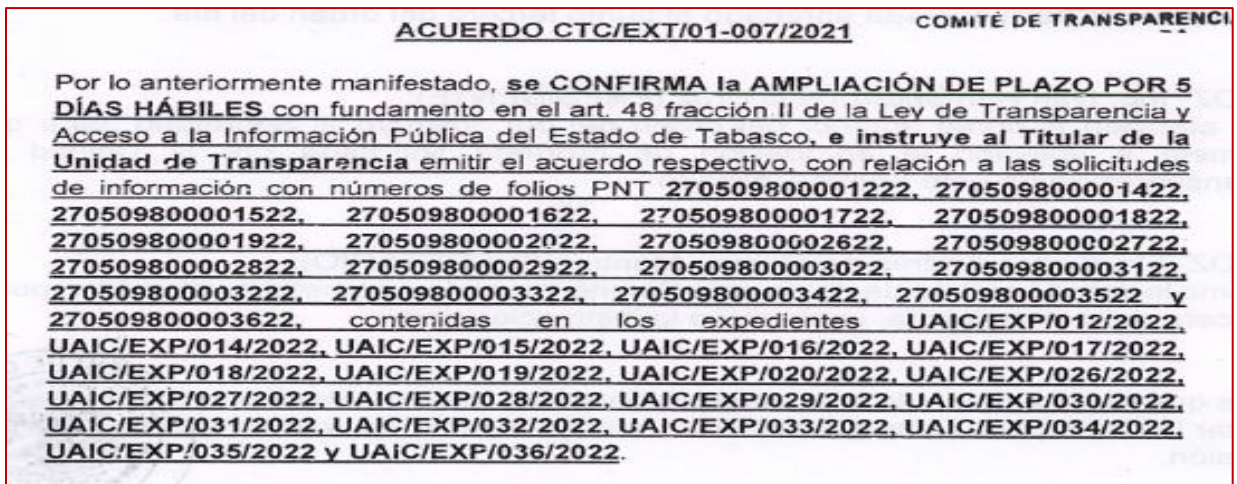 COMITÉ DE TRANSPARENCI
ACUERDO CTC/EXT/01-007/2021
Por lo anteriormente manifestado, se CONFIRMA la AMPLIACIÓN DE PLAZO POR 5
DÍAS HÁBILES con fundamento en el art. 48 fracción II de la Ley de Transparencia y
Acceso a la Información Pública del Estado de Tabasco, e instruye al Titular de la
Unidad de Transparencia emitir el acuerdo respectivo, con relación a las solicitudes
de información con números de folios PNT 270509800001222, 270509800001422,
270509800001522, 270509800001622, 270509800001722, 270509800001822,
270509800001922, 270509800002022, 270509800002622, 270509800002722,
270509800002822, 270509800002922, 270509800003022, 270509800003122,
270509800003222, 270509800003322, 270509800003422, 270509800003522 y
270509800003622, contenidas en los expedientes UAIC/EXP/012/2022,
UAIC/EXP/014/2022, UAIC/EXP/015/2022, UAIC/EXP/016/2022, UAIC/EXP/017/2022,
UAIC/EXP/018/2022, UAIC/EXP/019/2022, UAIC/EXP/020/2022, UAIC/EXP/026/2022,
UAIC/EXP/027/2022, UAIC/EXP/028/2022, UAIC/EXP/029/2022, UAIC/EXP/030/2022,
UAIC/EXP/031/2022, UAIC/EXP/032/2022, UAIC/EXP/033/2022, UAIC/EXP/034/2022,
UAIC/EXP/035/2022 y UAIC/EXP/036/2022.